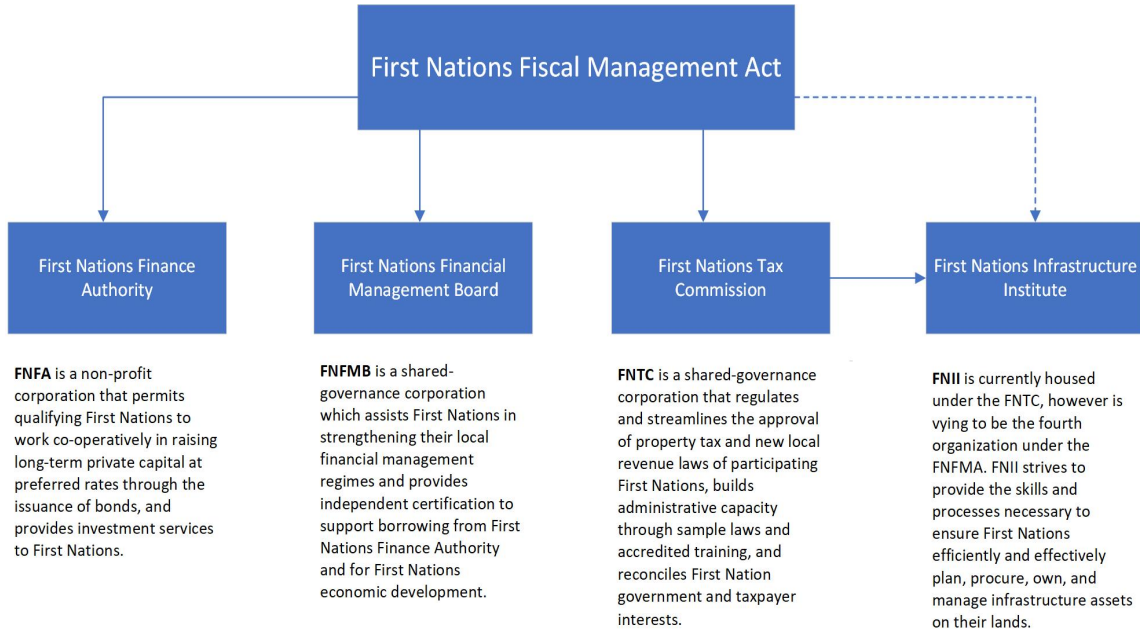 First Nations Fiscal Management Act
First Nations Finance
Authority
First Nations Financial
Management Board
First Nations Tax
Commission
First Nations Infrastructure
Institute
FNFA is a non-profit
corporation that permits
qualifying First Nations to
work co-operatively in raising
long-term private capital at
preferred rates through the
issuance of bonds, and
provides investment services
to First Nations.
FNFMB is a shared-
governance corporation
which assists First Nations in
strengthening their local
financial management
regimes and provides
independent certification to
support borrowing from First
Nations Finance Authority
and for First Nations
economic development.
FNTC is a shared-governance
corporation that regulates
and streamlines the approval
of property tax and new local
revenue laws of participating
First Nations, builds
administrative capacity
through sample laws and
accredited training, and
reconciles First Nation
government and taxpayer
interests.
FNII is currently housed
under the FNTC, however is
vying to be the fourth
organization under the
FNFMA. FNII strives to
provide the skills and
processes necessary to
ensure First Nations
efficiently and effectively
plan, procure, own, and
manage infrastructure assets
on their lands.